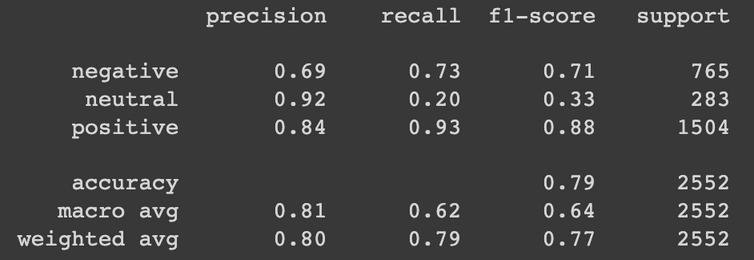 precision recall f1-score support
negative 0.69 0.73 0.71 765
neutral 0.92 0.20 0.33 283
positive 0.84 0.93 0.88 1504
accuracy 0.79 2552
macro avg 0.81 0.62 0.64 2552
weighted avg 0.80 0.79 0.77 2552